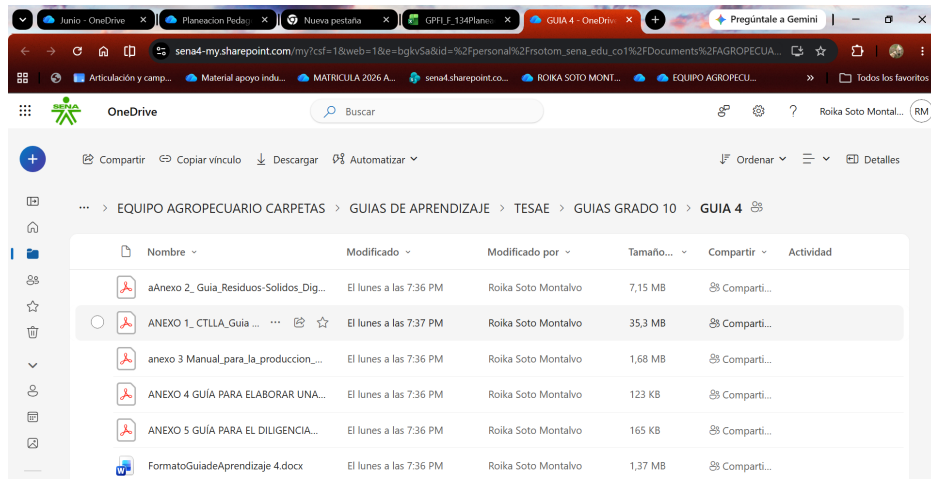 Junio - OneDrive
Planeacion Pedag
Nueva pestaña
GPFI_F_134Planea
GUIA 4 - OneDriv
Pregúntale a Gemini
sena4-my.sharepoint.com/my?csf=1&web=1&e=bgkvSa&id=%2Fpersonal%2Frsotom_sena_edu_co1%2FDocuments%2FAGROPECUA...
Articulación y camp...
Material apoyo indu...
MATRICULA 2026 A...
sena4.sharepoint.co...
ROIKA SOTO MONT...
EQUIPO AGROPECU...
»
Todos los favoritos
SENA
OneDrive
Buscar
Roika Soto Montal...
RM
Compartir
Copiar vínculo
Descargar
Automatizar
Ordenar
Detalles
... > EQUIPO AGROPECUARIO CARPETAS > GUIAS DE APRENDIZAJE > TESAE > GUIAS GRADO 10 > GUIA 4
Nombre Modificado Modificado por Tamaño... Compartir Actividad
aAnexo 2_ Guia_Residuos-Solidos_Dig... El lunes a las 7:36 PM Roika Soto Montalvo 7,15 MB Comparti...
ANEXO 1_ CTLLA_Guia ... El lunes a las 7:37 PM Roika Soto Montalvo 35,3 MB Comparti...
anexo 3 Manual_para_la_produccion_... El lunes a las 7:36 PM Roika Soto Montalvo 1,68 MB Comparti...
ANEXO 4 GUÍA PARA ELABORAR UNA... El lunes a las 7:36 PM Roika Soto Montalvo 123 KB Comparti...
ANEXO 5 GUÍA PARA EL DILIGENCIA... El lunes a las 7:36 PM Roika Soto Montalvo 165 KB Comparti...
FormatoGuiadeAprendizaje 4.docx El lunes a las 7:36 PM Roika Soto Montalvo 1,37 MB Comparti...